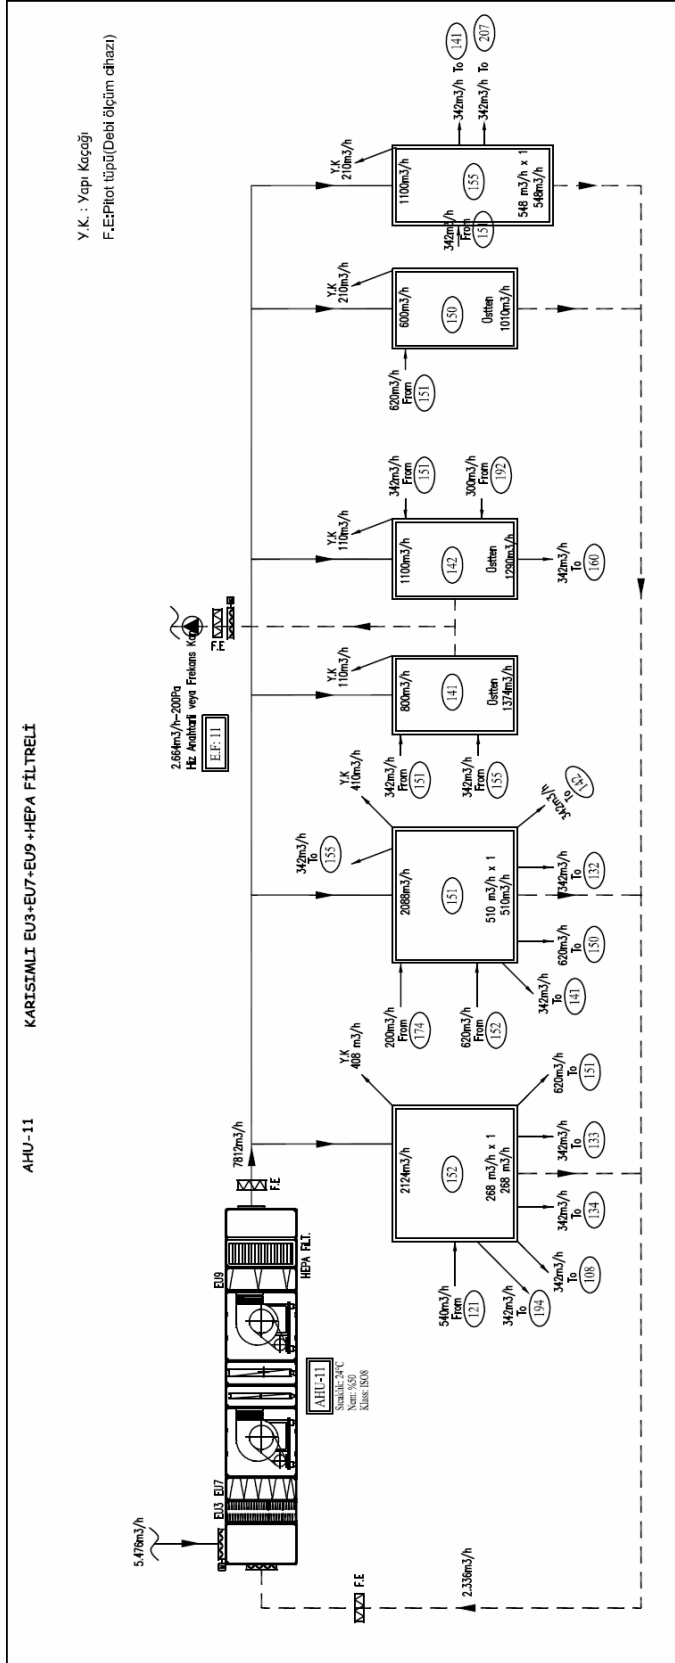 AHU-11
KARISIMLI EU3+EU7+EU9+HEPA FİLTRELİ
Y.K. : Yapı Kaçağı
F.E:Pitot tüpü(Debi ölçüm cihazı)
5.476m3/h
EU3
EU7
EU9
HEPA FİLT.
F.E
7812m3/h
AHU-11
Sıcaklık: 24°C
Nem: %50
Klass: ISO8
F.E
2.336m3/h
2.664m3/h-200Pa
Hız Anahtarlı veya Frekans
E.F: 11
F.E
2124m3/h
152
268 m3/h x 1
268 m3/h
Y.K
408 m3/h
540m3/h
From
121
342m3/h
To
194
342m3/h
To
108
342m3/h
To
134
342m3/h
To
133
620m3/h
To
151
2088m3/h
151
510 m3/h x 1
510m3/h
Y.K
410m3/h
342m3/h
To
155
200m3/h
From
174
620m3/h
From
152
342m3/h
To
141
620m3/h
To
150
342m3/h
To
132
342m3/h
To
142
800m3/h
141
Üstten
1374m3/h
Y.K
110m3/h
342m3/h
From
151
342m3/h
From
155
1100m3/h
142
Üstten
1290m3/h
Y.K
110m3/h
342m3/h
From
151
300m3/h
From
192
342m3/h
To
160
600m3/h
150
Üstten
1010m3/h
Y.K
210m3/h
620m3/h
From
151
1100m3/h
155
548 m3/h x 1
548m3/h
Y.K
210m3/h
342m3/h
From
151
342m3/h To
141
342m3/h To
207